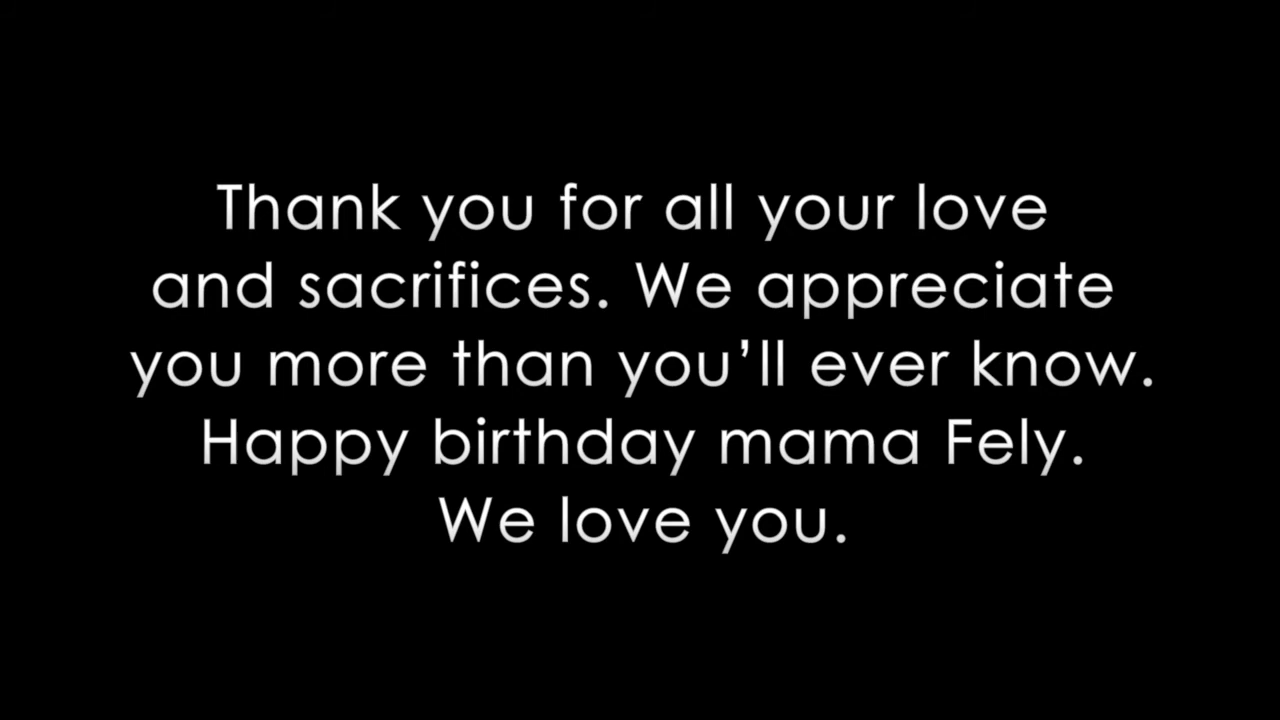 Thank you for all your love
and sacrifices. We appreciate
you more than you’ll ever know.
Happy birthday mama Fely.
We love you.